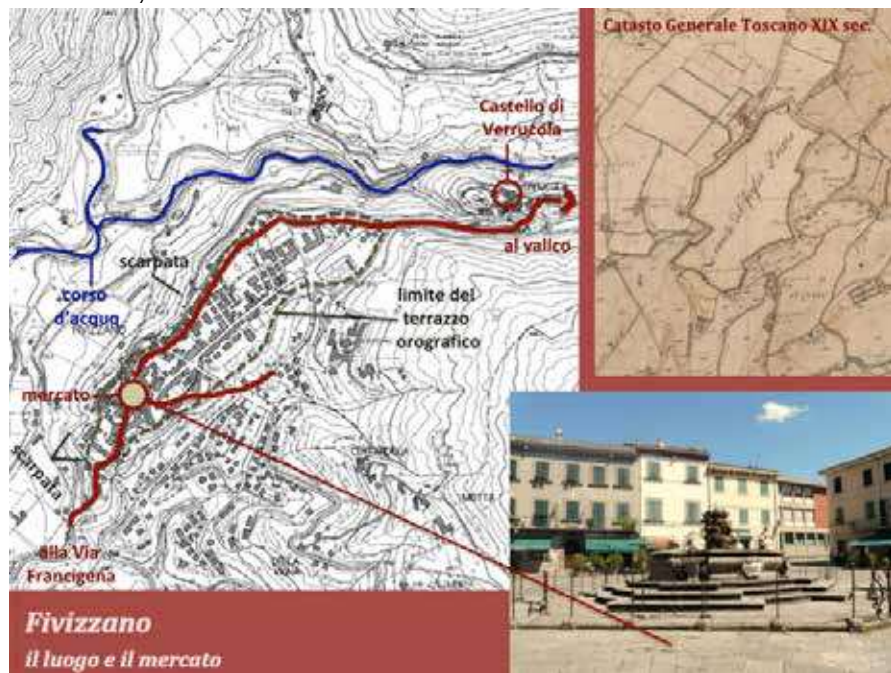 Catasto Generale Toscano XIX sec.
Castello di
Verrucola
al valico
scarpata
corso
d'acqua
limite del
terrazzo
orografico
mercato
scarpata
alla Via
Francigena
Fivizzano
il luogo e il mercato